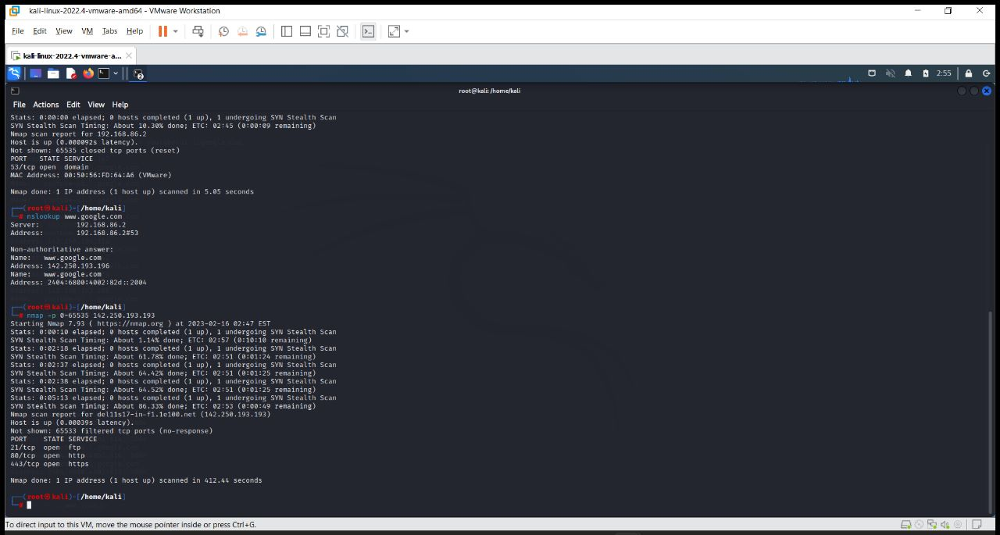 kali-linux-2022.4-vmware-amd64 - VMware Workstation
File Edit View VM Tabs Help
kali-linux-2022.4-vmware-a...
2
2:55
root@kali: /home/kali
File Actions Edit View Help
Stats: 0:00:00 elapsed; 0 hosts completed (1 up), 1 undergoing SYN Stealth Scan
SYN Stealth Scan Timing: About 10.30% done; ETC: 02:45 (0:00:09 remaining)
Nmap scan report for 192.168.86.2
Host is up (0.000092s latency).
Not shown: 65535 closed tcp ports (reset)
PORT STATE SERVICE
53/tcp open domain
MAC Address: 00:50:56:FD:64:A6 (VMware)
Nmap done: 1 IP address (1 host up) scanned in 5.05 seconds
(root㉿kali)-[/home/kali]
# nslookup www.google.com
Server: 192.168.86.2
Address: 192.168.86.2#53
Non-authoritative answer:
Name: www.google.com
Address: 142.250.193.196
Name: www.google.com
Address: 2404:6800:4002:82d::2004
(root㉿kali)-[/home/kali]
# nmap -p 0-65535 142.250.193.193
Starting Nmap 7.93 ( https://nmap.org ) at 2023-02-16 02:47 EST
Stats: 0:00:10 elapsed; 0 hosts completed (1 up), 1 undergoing SYN Stealth Scan
SYN Stealth Scan Timing: About 1.14% done; ETC: 02:57 (0:10:10 remaining)
Stats: 0:02:18 elapsed; 0 hosts completed (1 up), 1 undergoing SYN Stealth Scan
SYN Stealth Scan Timing: About 61.78% done; ETC: 02:51 (0:01:24 remaining)
Stats: 0:02:37 elapsed; 0 hosts completed (1 up), 1 undergoing SYN Stealth Scan
SYN Stealth Scan Timing: About 64.42% done; ETC: 02:51 (0:01:25 remaining)
Stats: 0:02:38 elapsed; 0 hosts completed (1 up), 1 undergoing SYN Stealth Scan
SYN Stealth Scan Timing: About 64.52% done; ETC: 02:51 (0:01:25 remaining)
Stats: 0:05:13 elapsed; 0 hosts completed (1 up), 1 undergoing SYN Stealth Scan
SYN Stealth Scan Timing: About 86.33% done; ETC: 02:53 (0:00:49 remaining)
Nmap scan report for del11s17-in-f1.1e100.net (142.250.193.193)
Host is up (0.00039s latency).
Not shown: 65533 filtered tcp ports (no-response)
PORT STATE SERVICE
21/tcp open ftp
80/tcp open http
443/tcp open https
Nmap done: 1 IP address (1 host up) scanned in 412.44 seconds
(root㉿kali)-[/home/kali]
#
To direct input to this VM, move the mouse pointer inside or press Ctrl+G.